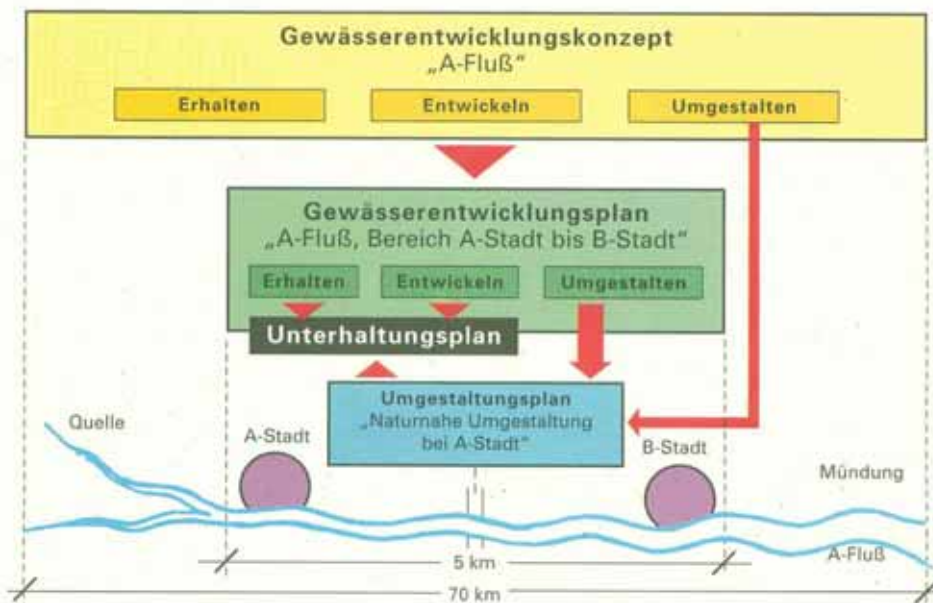 Gewässerentwicklungskonzept
„A-Fluß“
Erhalten
Entwickeln
Umgestalten
Gewässerentwicklungsplan
„A-Fluß, Bereich A-Stadt bis B-Stadt“
Erhalten
Entwickeln
Umgestalten
Unterhaltungsplan
Umgestaltungsplan
„Naturnahe Umgestaltung
bei A-Stadt“
Quelle
A-Stadt
B-Stadt
Mündung
A-Fluß
5 km
70 km